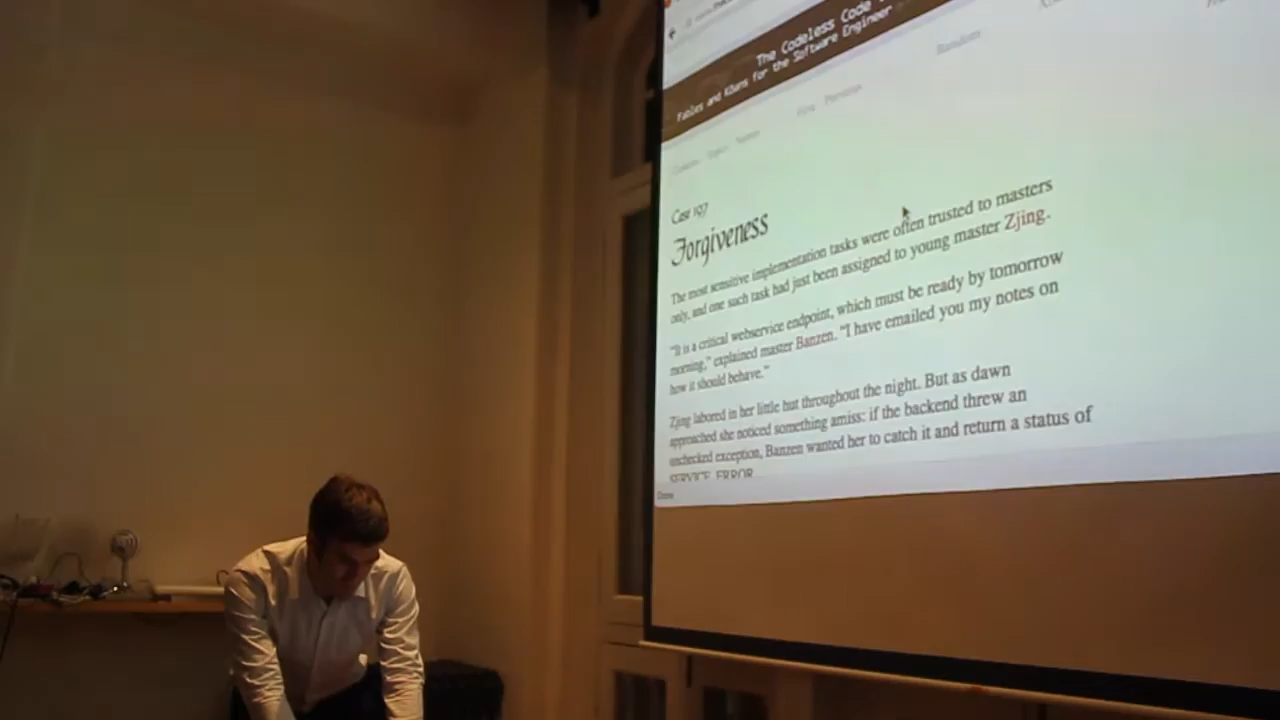 The Codeless Code
Fables and Kōans for the Software Engineer
Random
Case 197
Forgiveness
The most sensitive implementation tasks were often trusted to masters
only, and one such task had just been assigned to young master Zjing.
“It is a critical webservice endpoint, which must be ready by tomorrow
morning,” explained master Banzen. “I have emailed you my notes on
how it should behave.”
Zjing labored in her little hut throughout the night. But as dawn
approached she noticed something amiss: if the backend threw an
unchecked exception, Banzen wanted her to catch it and return a status of
SERVICE_ERROR